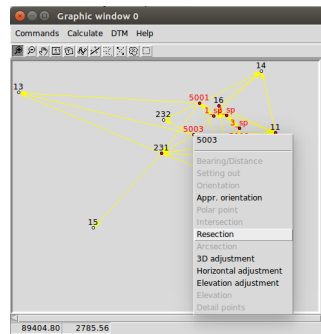 Graphic window 0
Commands Calculate DTM Help
14
13
5001 16
232
1_sp _sp
3_sp
5003 11
231
15
5003
Bearing/Distance
Setting out
Orientation
Appr. orientation
Polar point
Intersection
Resection
Arcsection
3D adjustment
Horizontal adjustment
Elevation adjustment
Elevation
Detail points
89404.80 2785.56